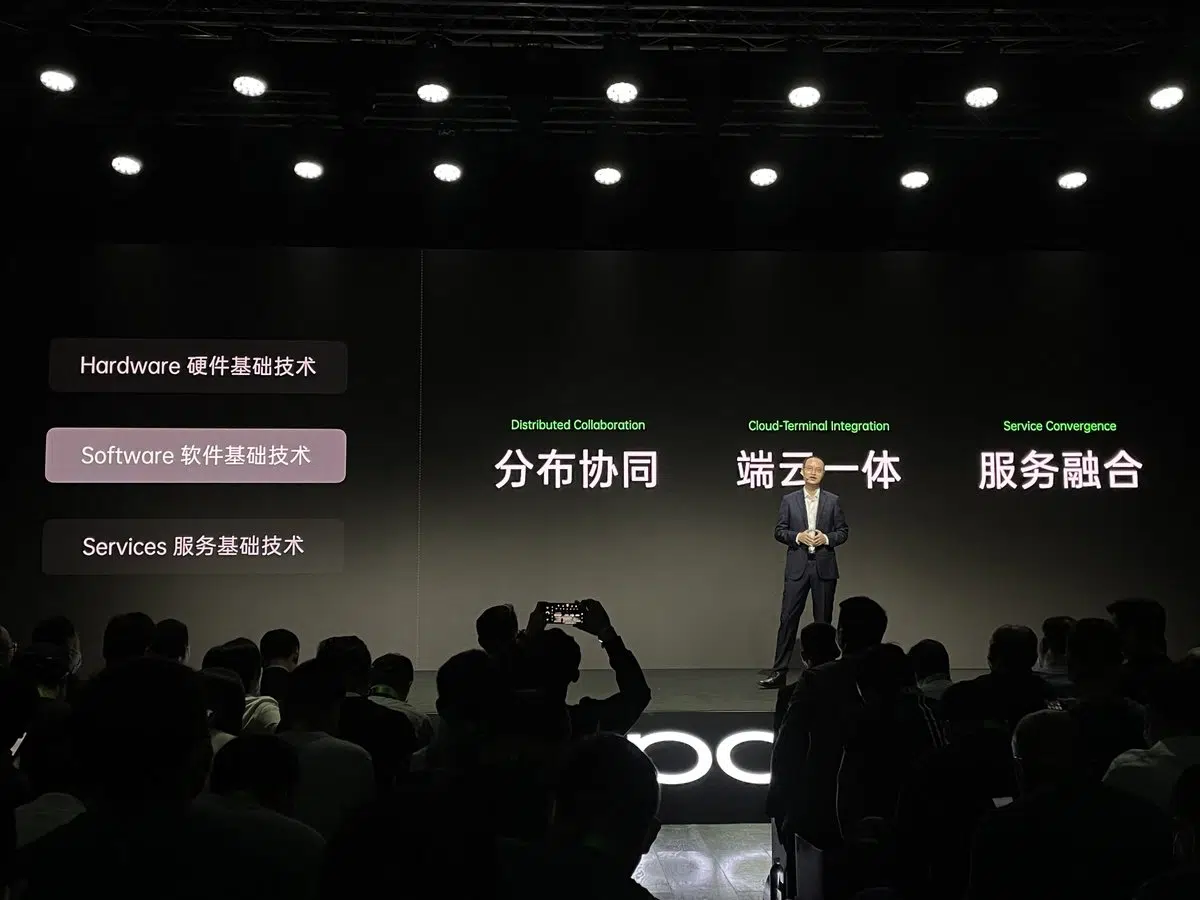 Hardware 硬件基础技术
Software 软件基础技术
Services 服务基础技术
Distributed Collaboration
分布协同
Cloud-Terminal Integration
端云一体
Service Convergence
服务融合